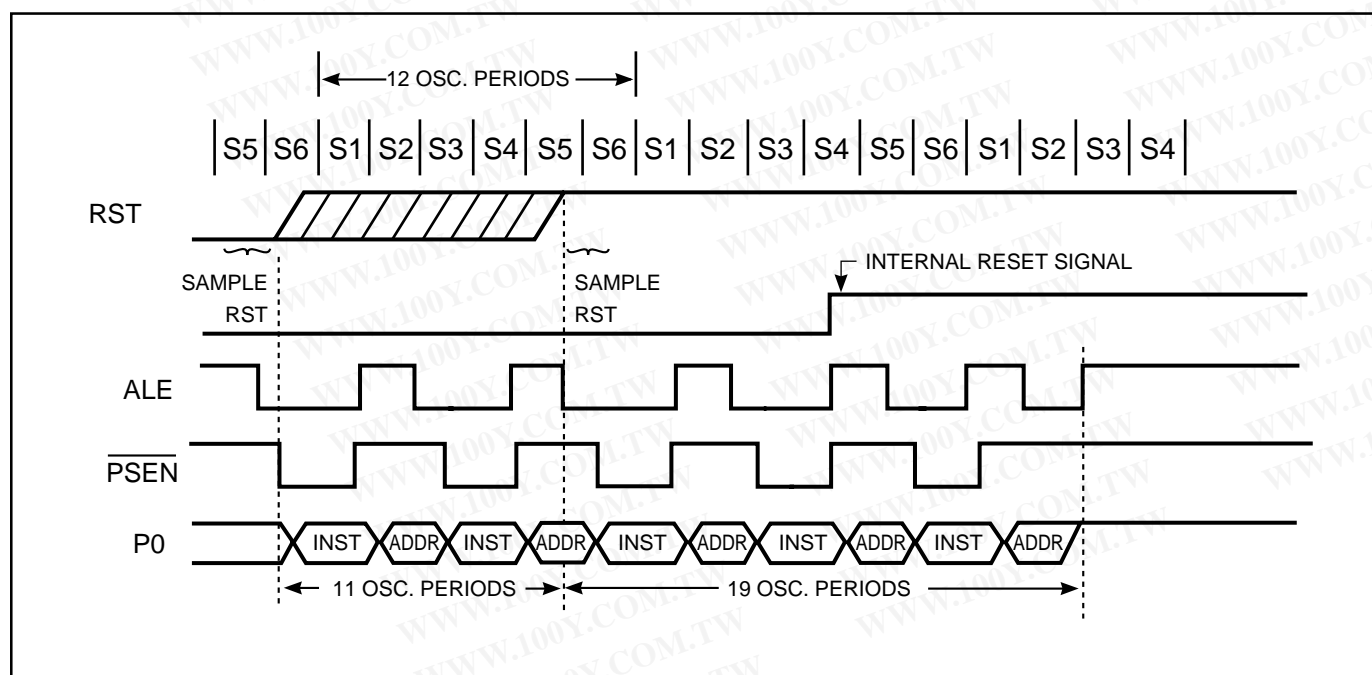 12 OSC. PERIODS
S5 S6 S1 S2 S3 S4 S5 S6 S1 S2 S3 S4 S5 S6 S1 S2 S3 S4
RST
SAMPLE RST
SAMPLE RST
INTERNAL RESET SIGNAL
ALE
PSEN
P0 INST ADDR INST ADDR INST ADDR INST ADDR INST ADDR
11 OSC. PERIODS 19 OSC. PERIODS
WWW.100Y.COM.TW